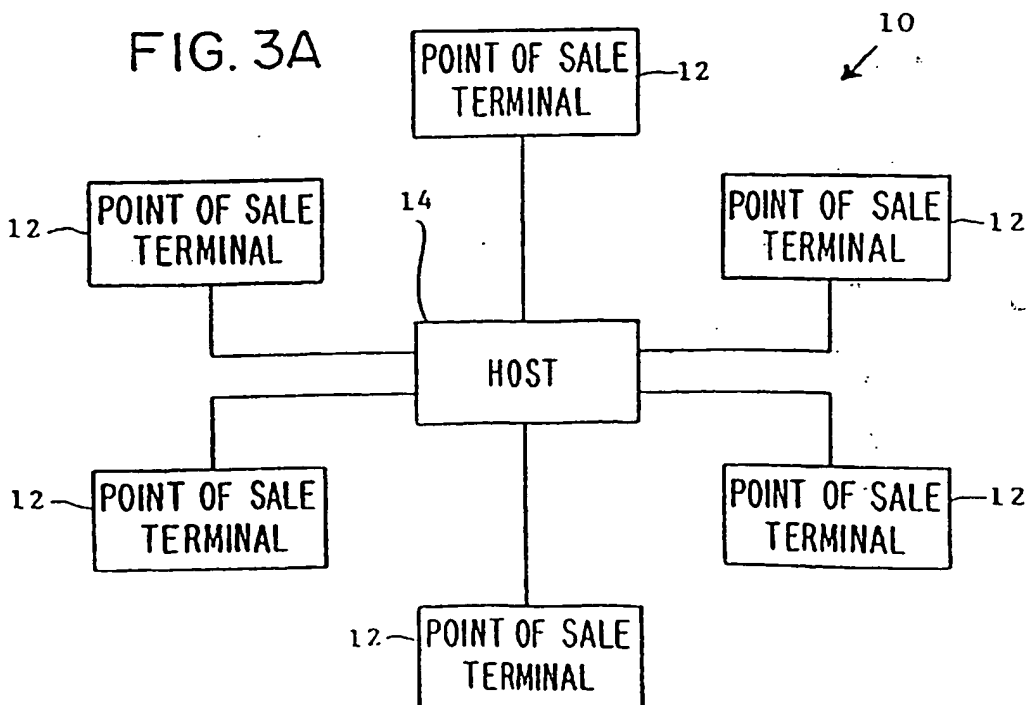 FIG. 3A
10
POINT OF SALE
TERMINAL
12
POINT OF SALE
TERMINAL
12
14
POINT OF SALE
TERMINAL
12
HOST
12
POINT OF SALE
TERMINAL
POINT OF SALE
TERMINAL
12
12
POINT OF SALE
TERMINAL